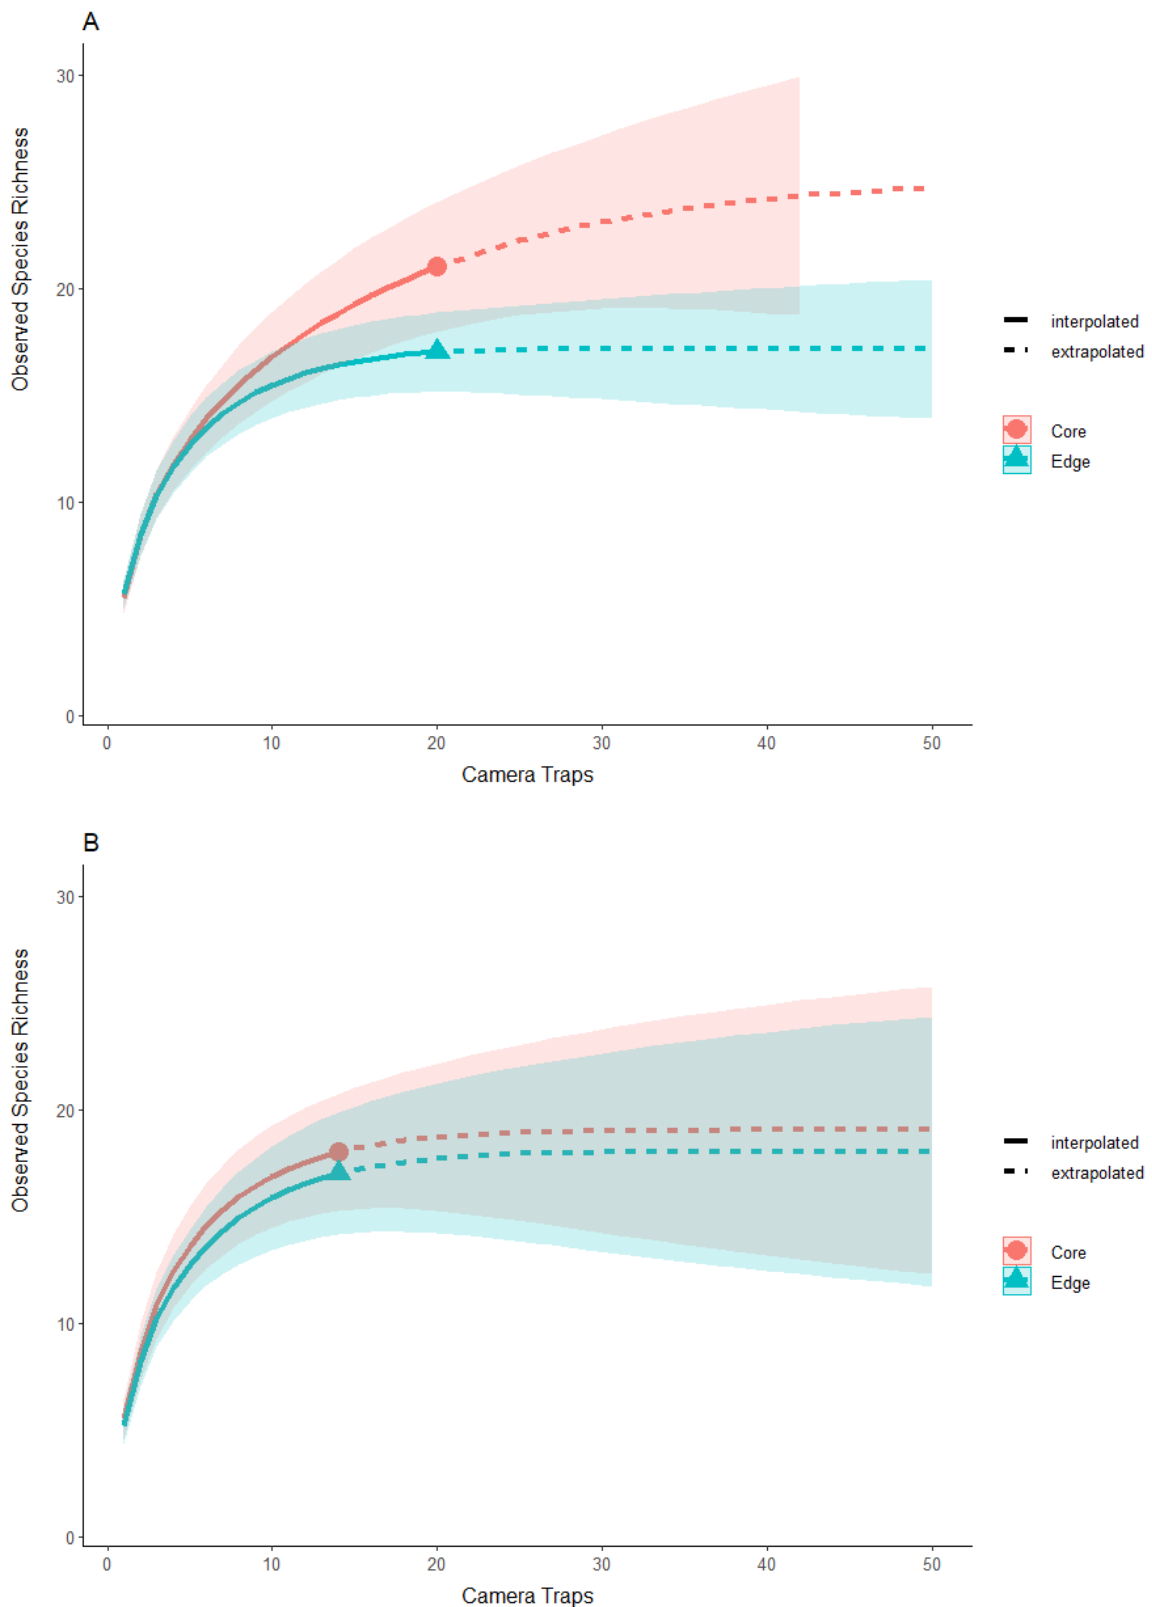 A
30
20
10
0
Observed Species Richness
0 10 20 30 40 50
Camera Traps
interpolated
extrapolated
Core
Edge
B
30
20
10
0
Observed Species Richness
0 10 20 30 40 50
Camera Traps
interpolated
extrapolated
Core
Edge